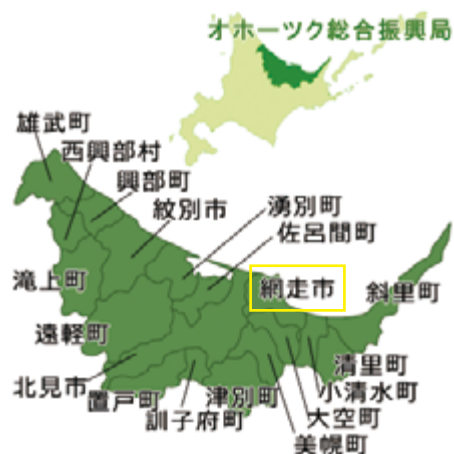 オホーツク総合振興局
雄武町
西興部村
興部町
紋別市
湧別町
佐呂間町
網走市
斜里町
滝上町
遠軽町
北見市
置戸町
訓子府町
津別町
美幌町
大空町
小清水町
清里町